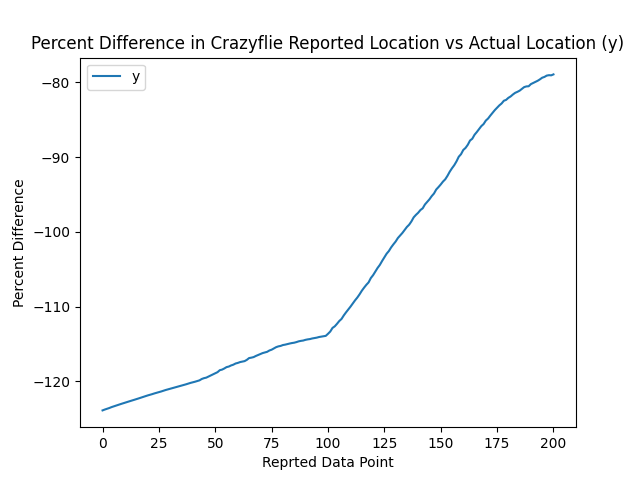 Percent Difference in Crazyflie Reported Location vs Actual Location (y)
y
Percent Difference
−80
−90
−100
−110
−120
0 25 50 75 100 125 150 175 200
Reprted Data Point